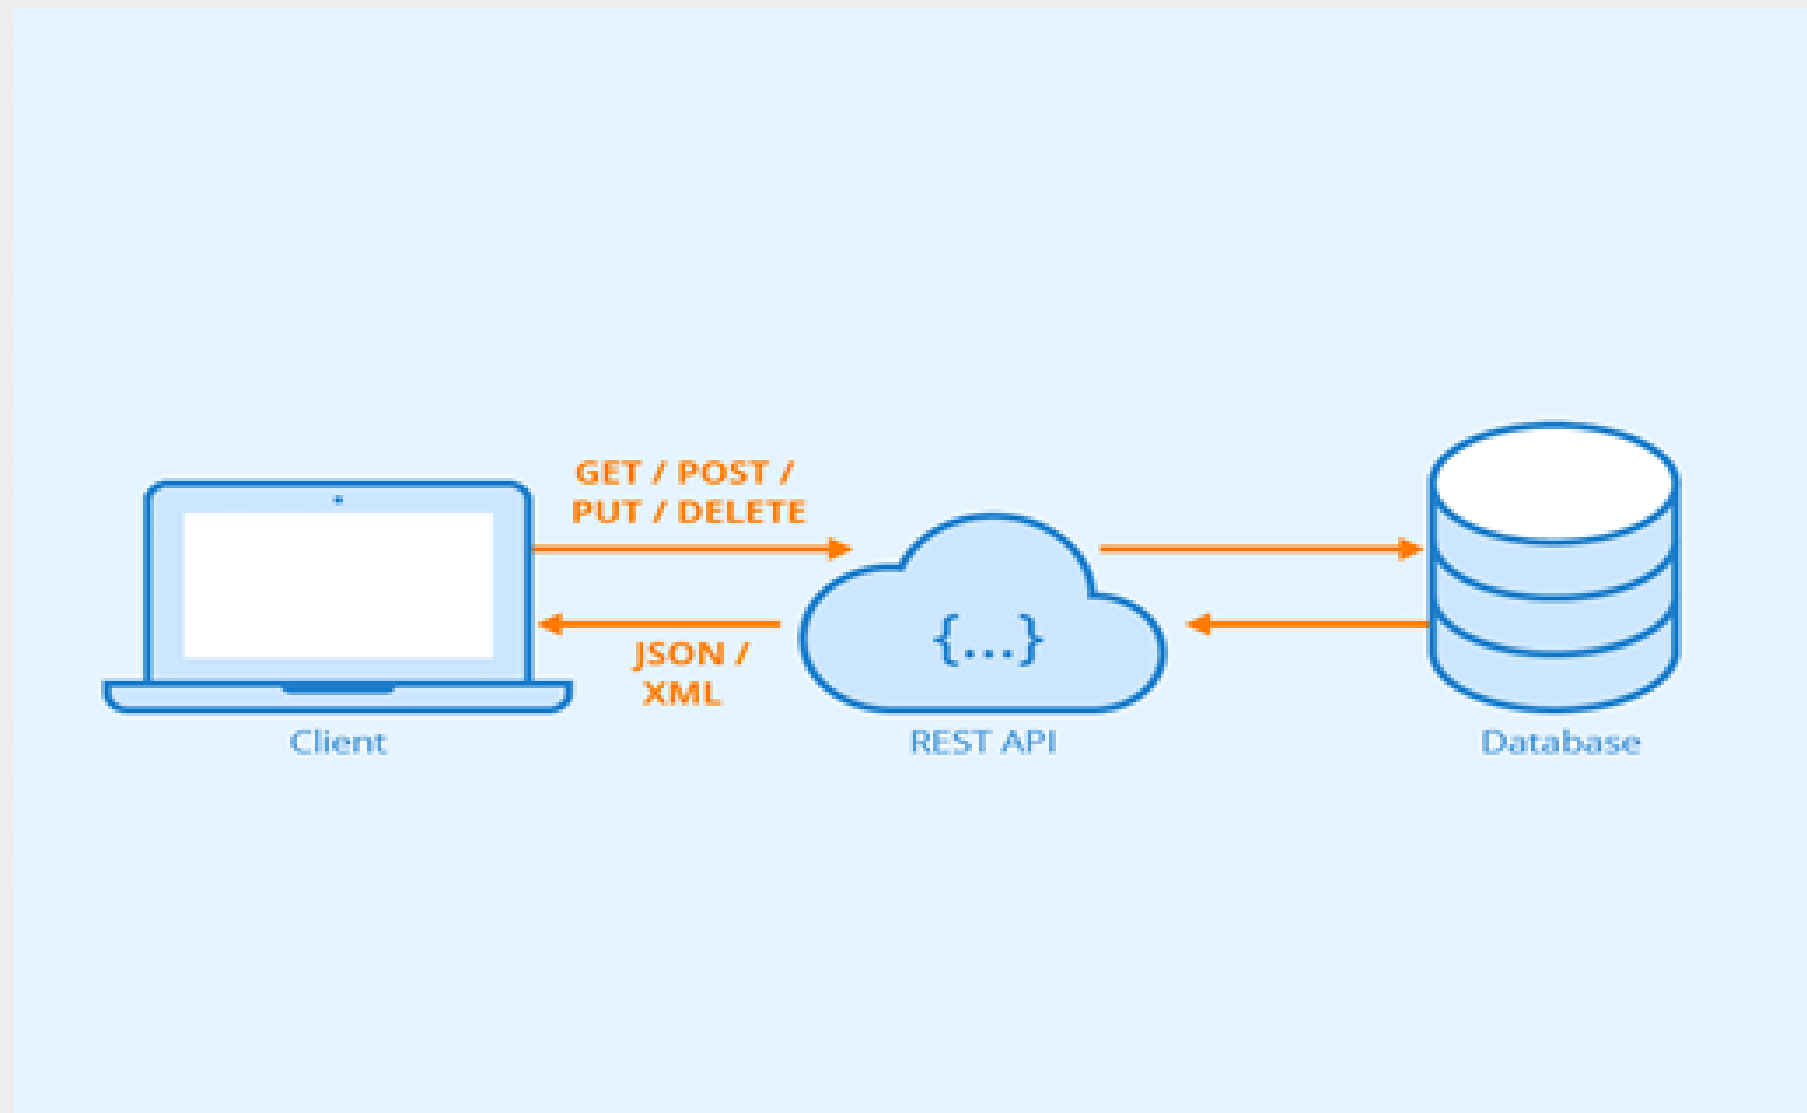 GET / POST /
PUT / DELETE
{...}
JSON /
XML
Client
REST API
Database